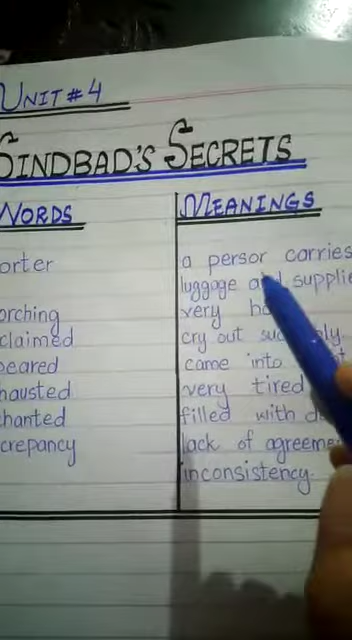 UNIT # 4
SINDBAD'S SECRETS
WORDS MEANINGS
orter a persor carries
luggage and supplie
orching very
claimed cry out
peared came into
hausted very tired
chanted filled with
crepancy lack of agreeme
inconsistency.